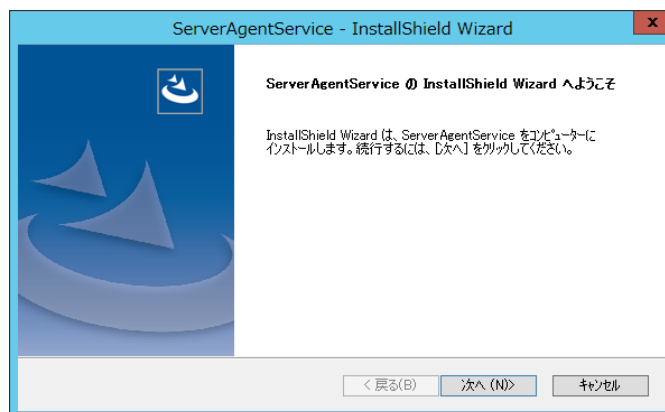 ServerAgentService - InstallShield Wizard
x
ServerAgentService の InstallShield Wizard へようこそ
InstallShield Wizard は、ServerAgentService をコンピューターに
インストールします。続行するには、[次へ] をクリックしてください。
< 戻る(B)
次へ (N)>
キャンセル